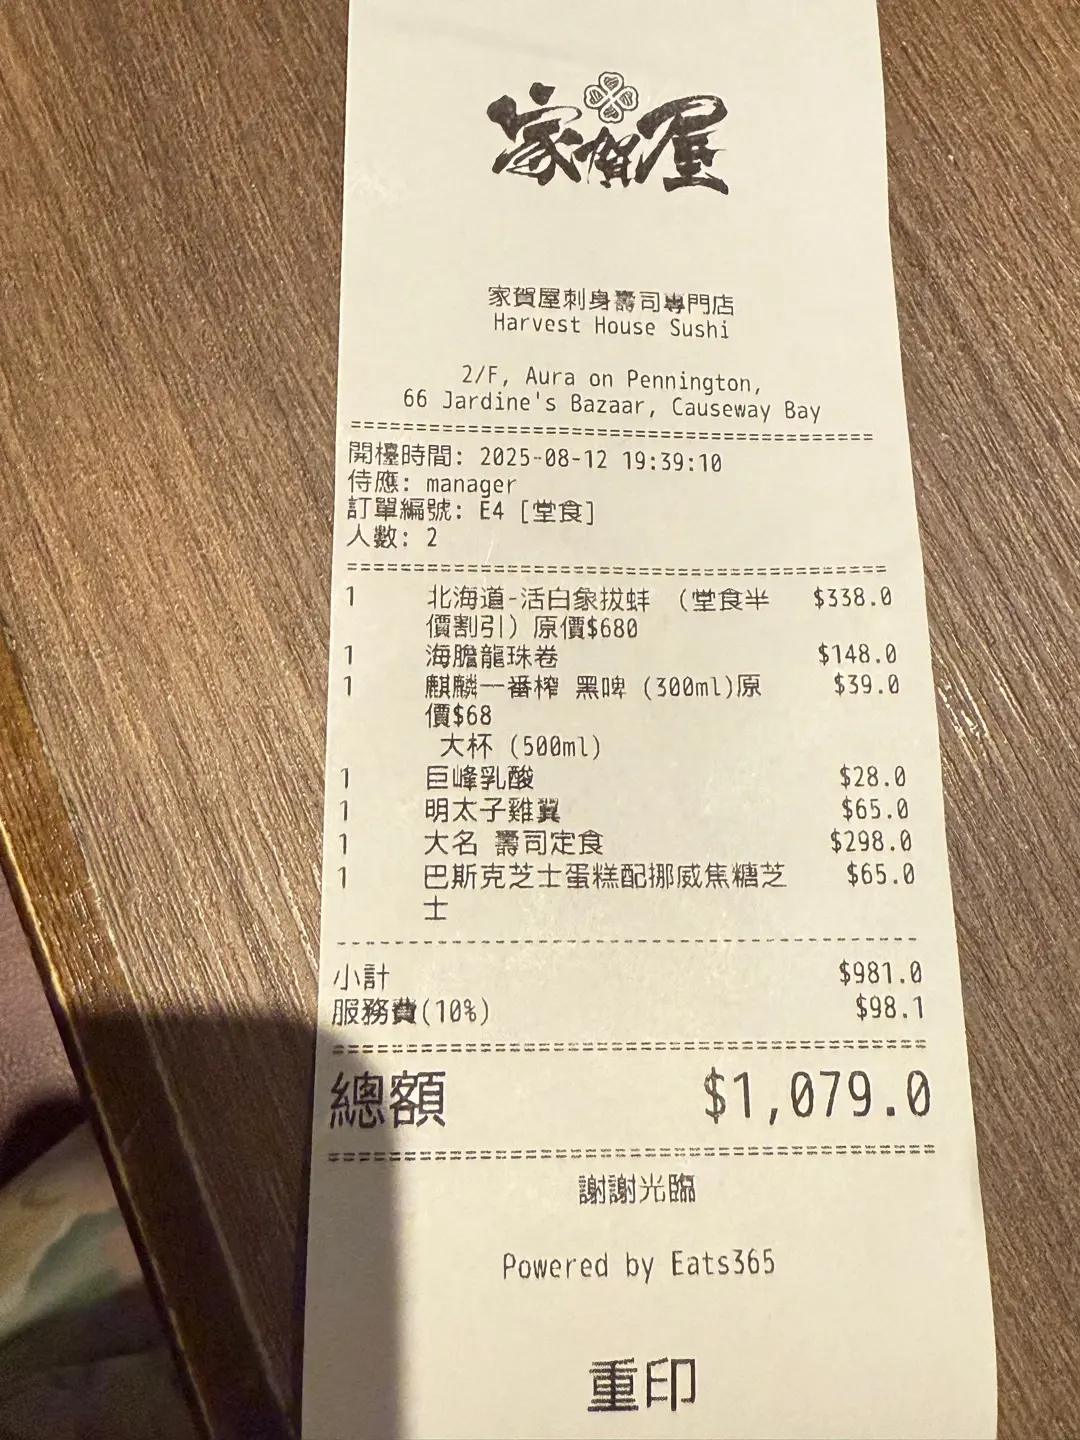 家賀屋
家賀屋刺身壽司專門店
Harvest House Sushi
2/F, Aura on Pennington,
66 Jardine's Bazaar, Causeway Bay
開檯時間: 2025-08-12 19:39:10
侍應: manager
訂單編號: E4 [堂食]
人數: 2
1 北海道-活白象拔蚌 (堂食半 $338.0
價割引) 原價$680
1 海膽龍珠卷 $148.0
1 麒麟一番榨 黑啤 (300ml)原 $39.0
價$68
大杯 (500ml)
1 巨峰乳酸 $28.0
1 明太子雞翼 $65.0
1 大名 壽司定食 $298.0
1 巴斯克芝士蛋糕配挪威焦糖芝 $65.0
士
小計 $981.0
服務費(10%) $98.1
總額 $1,079.0
謝謝光臨
Powered by Eats365
重印